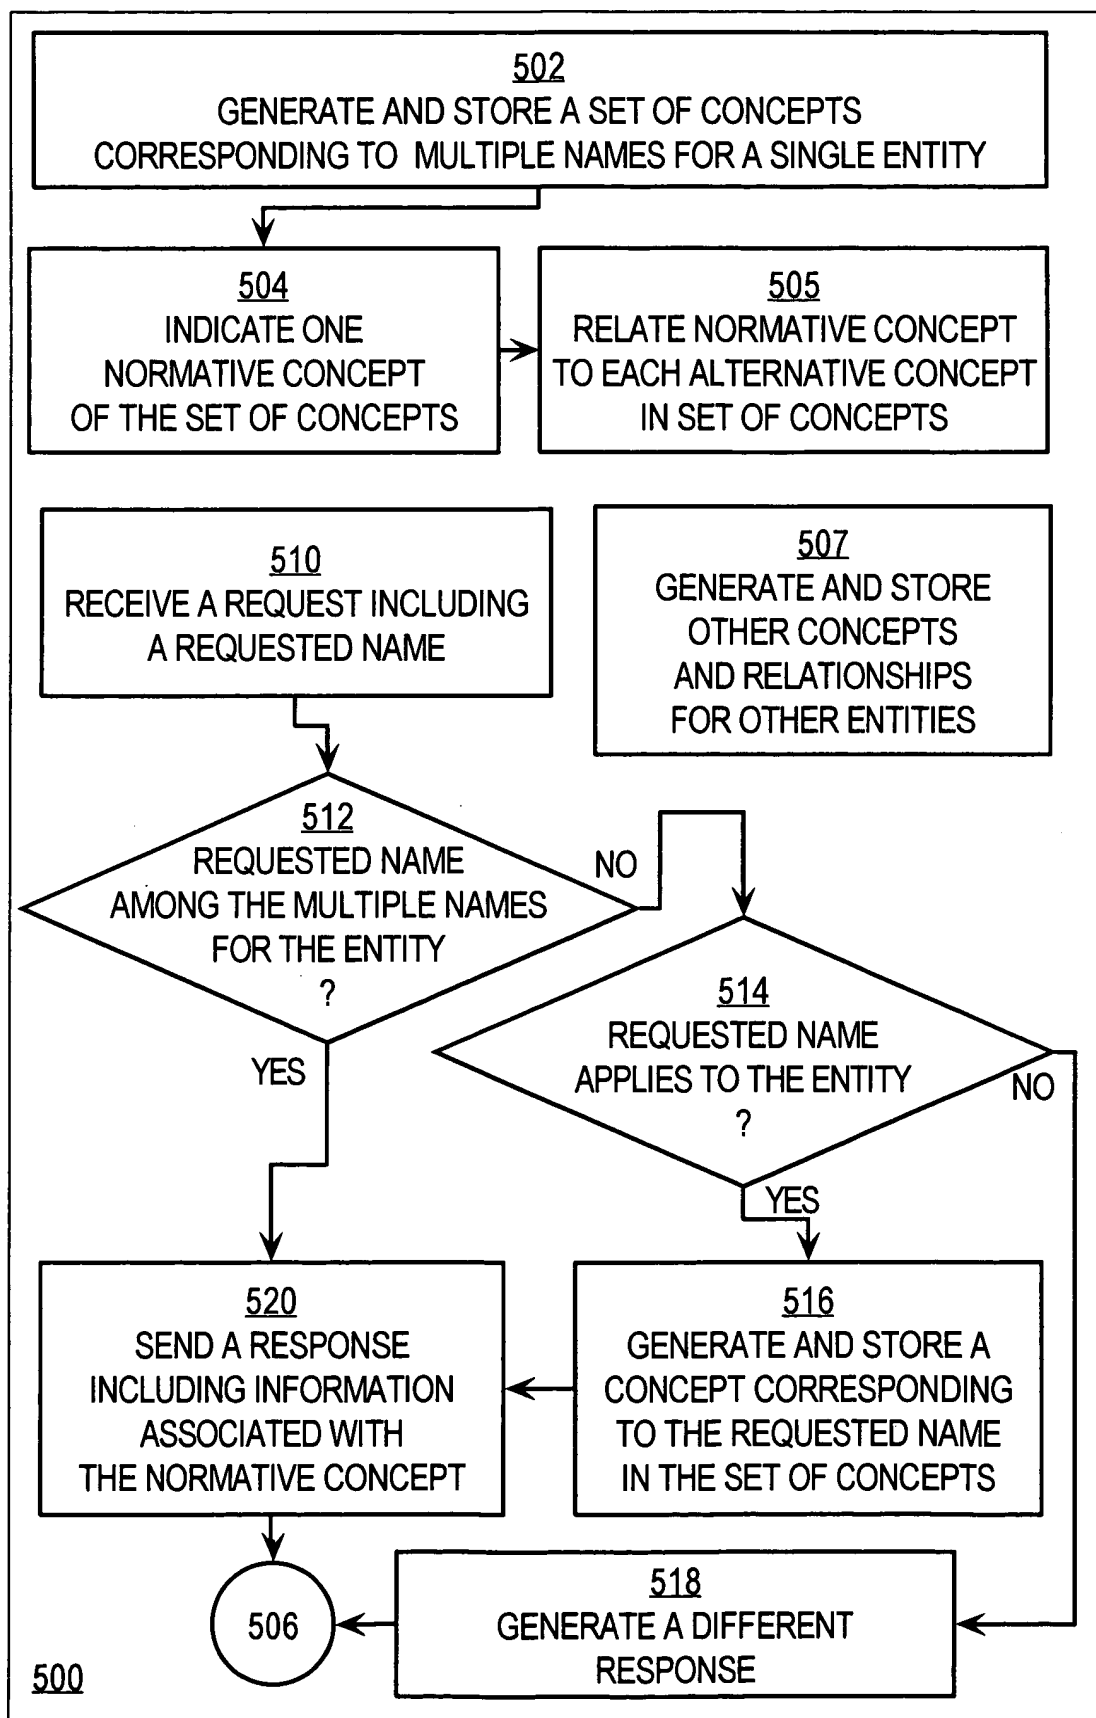 502
GENERATE AND STORE A SET OF CONCEPTS
CORRESPONDING TO MULTIPLE NAMES FOR A SINGLE ENTITY
504
INDICATE ONE
NORMATIVE CONCEPT
OF THE SET OF CONCEPTS
505
RELATE NORMATIVE CONCEPT
TO EACH ALTERNATIVE CONCEPT
IN SET OF CONCEPTS
510
RECEIVE A REQUEST INCLUDING
A REQUESTED NAME
507
GENERATE AND STORE
OTHER CONCEPTS
AND RELATIONSHIPS
FOR OTHER ENTITIES
512
REQUESTED NAME
AMONG THE MULTIPLE NAMES
FOR THE ENTITY
?
NO
YES
514
REQUESTED NAME
APPLIES TO THE ENTITY
?
NO
YES
520
SEND A RESPONSE
INCLUDING INFORMATION
ASSOCIATED WITH
THE NORMATIVE CONCEPT
516
GENERATE AND STORE A
CONCEPT CORRESPONDING
TO THE REQUESTED NAME
IN THE SET OF CONCEPTS
506
518
GENERATE A DIFFERENT
RESPONSE
500